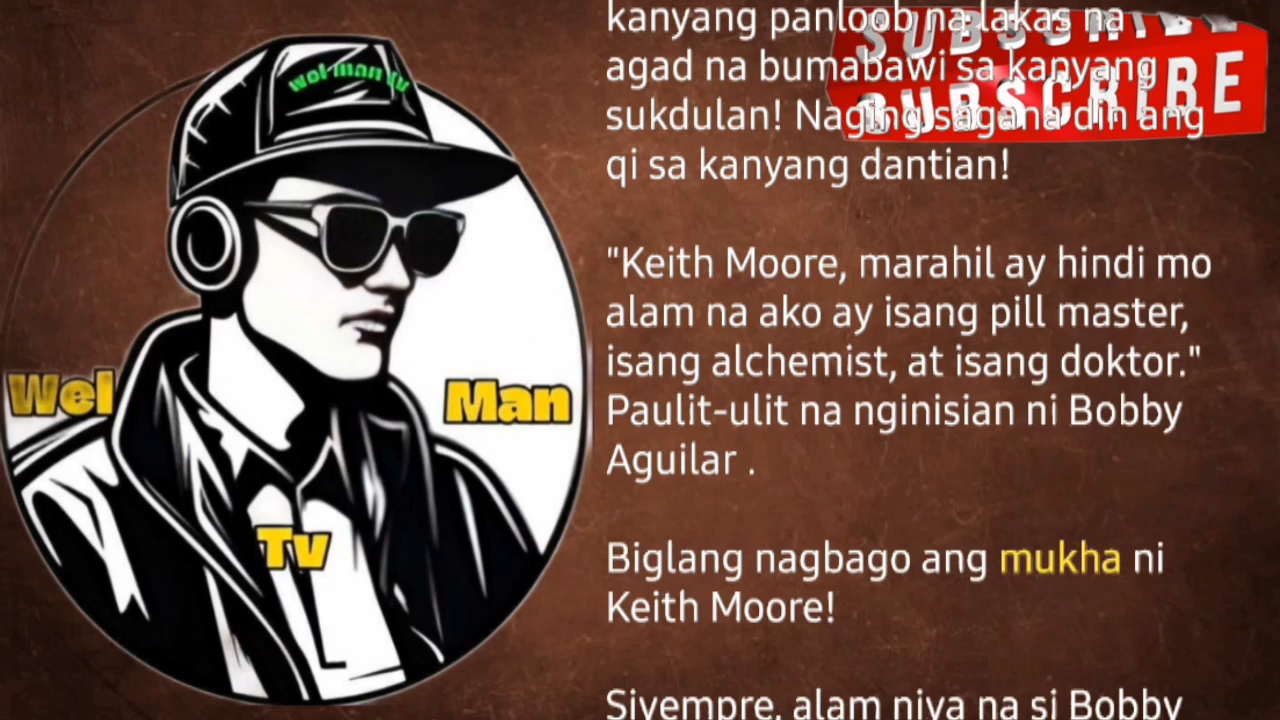 wel man tv
Wel
Man
Tv
SUBSCRIBE
SUBSCRIBE
kanyang panloob na lakas na
agad na bumabawi sa kanyang
sukdulan! Naging sagana din ang
qi sa kanyang dantian!
"Keith Moore, marahil ay hindi mo
alam na ako ay isang pill master,
isang alchemist, at isang doktor."
Paulit-ulit na nginisian ni Bobby
Aguilar .
Biglang nagbago ang mukha ni
Keith Moore!
Siyempre, alam niya na si Bobby